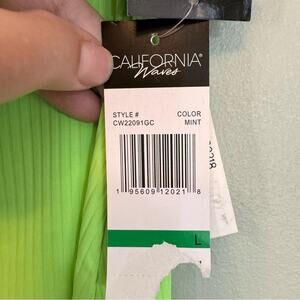 CALIFORNIA®
Waves
STYLE # COLOR
CW22091GC MINT
1 95609 12021 8
L